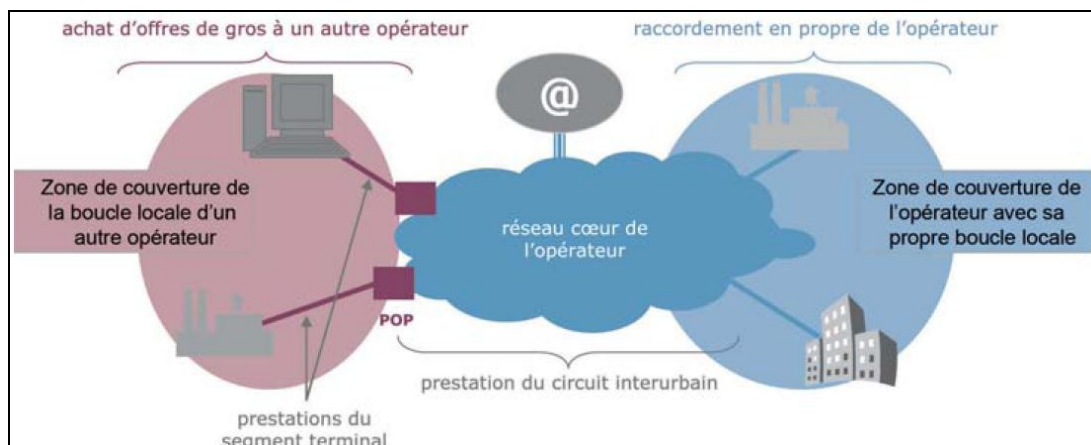 achat d'offres de gros à un autre opérateur
raccordement en propre de l'opérateur
@
Zone de couverture de
la boucle locale d'un
autre opérateur
réseau cœur de
l'opérateur
Zone de couverture de
l'opérateur avec sa
propre boucle locale
POP
prestation du circuit interurbain
prestations du
segment terminal